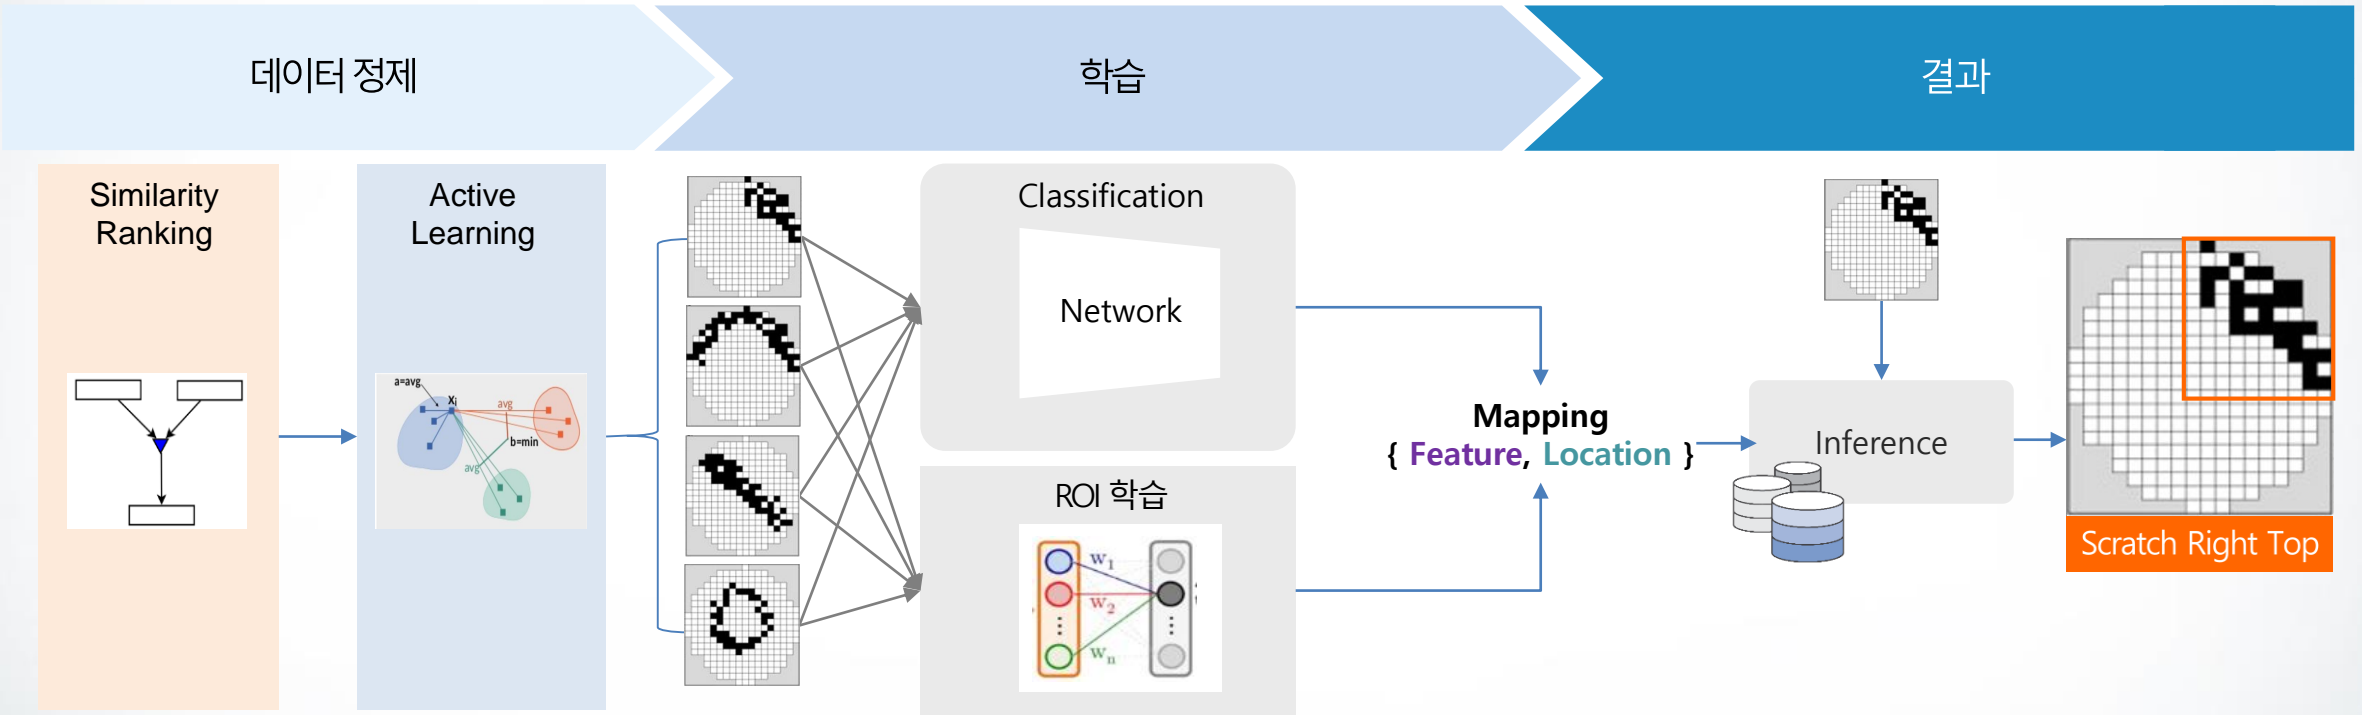 데이터 정제
학습
결과
Similarity
Ranking
Active
Learning
a=avg
xi
avg
b=min
avg
Classification
Network
ROI 학습
w1
w2
wn
Mapping
{ Feature, Location }
Inference
Scratch Right Top